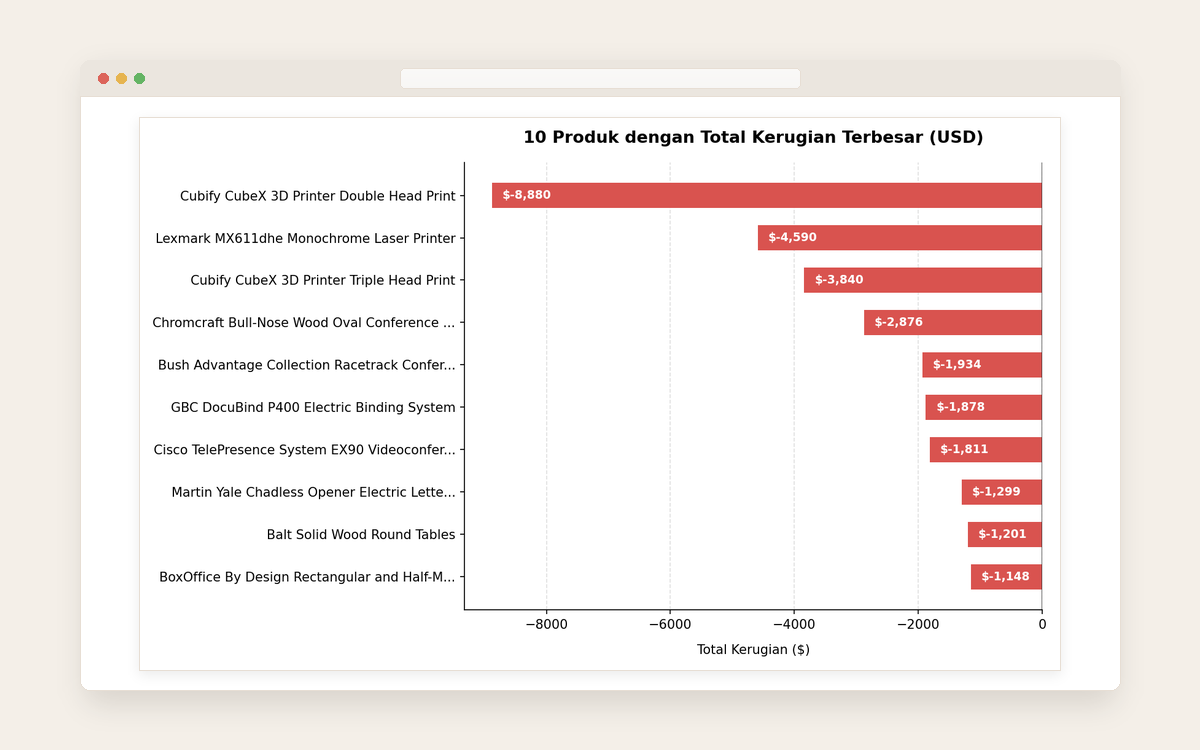 10 Produk dengan Total Kerugian Terbesar (USD)
Cubify CubeX 3D Printer Double Head Print $-8,880
Lexmark MX611dhe Monochrome Laser Printer $-4,590
Cubify CubeX 3D Printer Triple Head Print $-3,840
Chromcraft Bull-Nose Wood Oval Conference ... $-2,876
Bush Advantage Collection Racetrack Confer... $-1,934
GBC DocuBind P400 Electric Binding System $-1,878
Cisco TelePresence System EX90 Videoconfer... $-1,811
Martin Yale Chadless Opener Electric Lette... $-1,299
Balt Solid Wood Round Tables $-1,201
BoxOffice By Design Rectangular and Half-M... $-1,148
−8000 −6000 −4000 −2000 0
Total Kerugian ($)